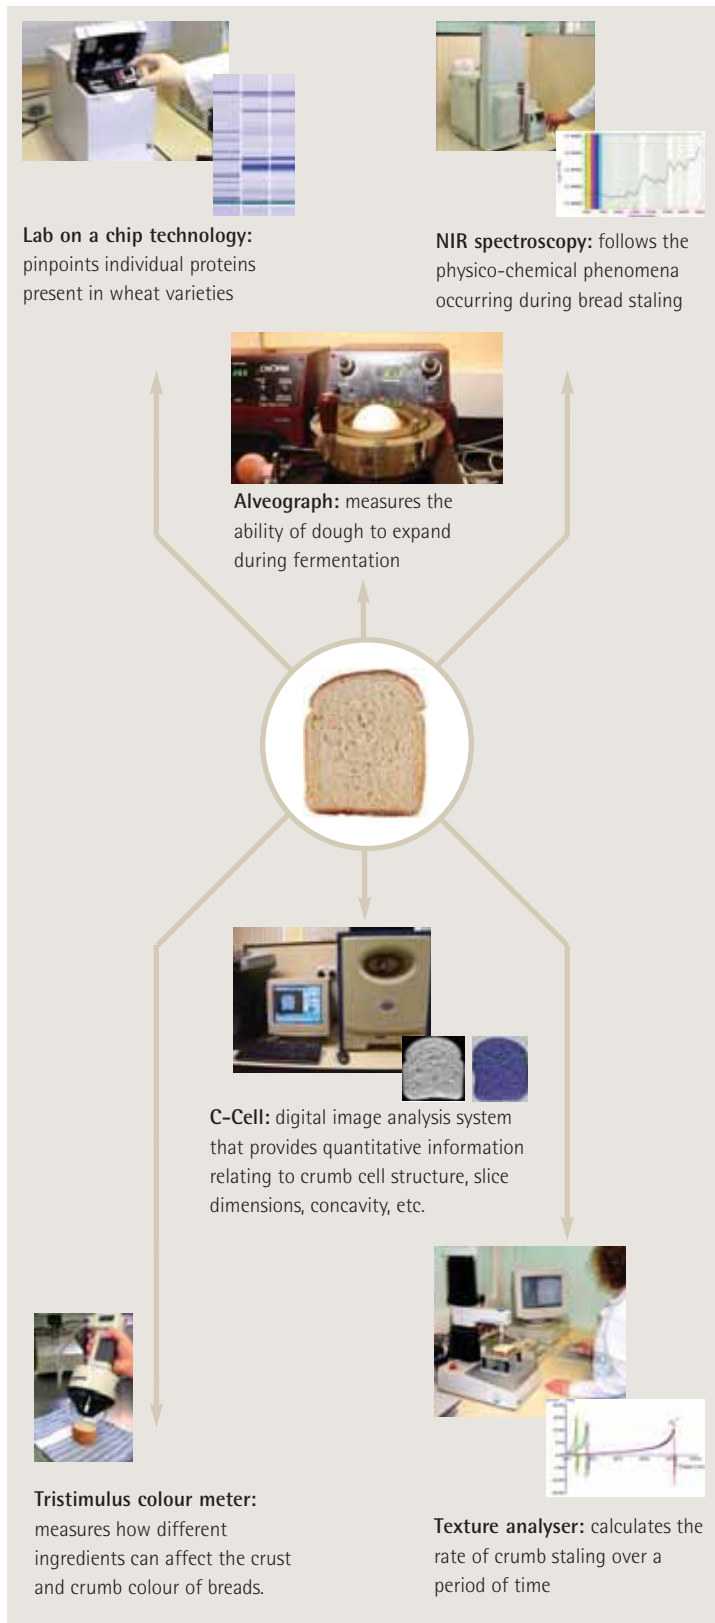 Lab on a chip technology:
pinpoints individual proteins
present in wheat varieties
NIR spectroscopy: follows the
physico-chemical phenomena
occurring during bread staling
Alveograph: measures the
ability of dough to expand
during fermentation
C-Cell: digital image analysis system
that provides quantitative information
relating to crumb cell structure, slice
dimensions, concavity, etc.
Tristimulus colour meter:
measures how different
ingredients can affect the crust
and crumb colour of breads.
Texture analyser: calculates the
rate of crumb staling over a
period of time